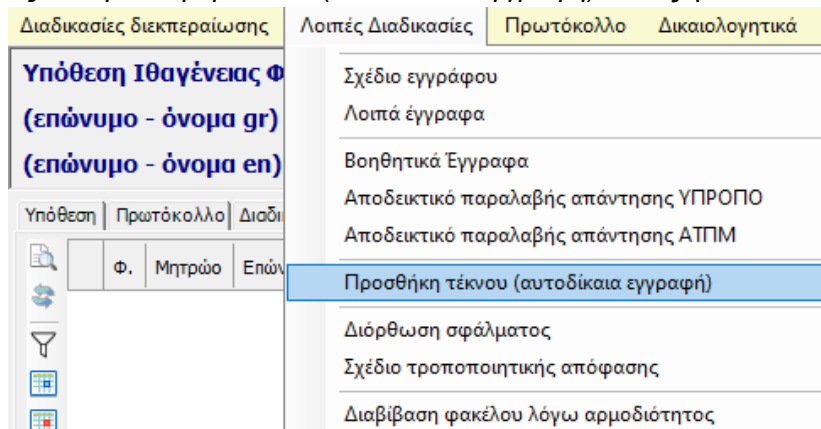 Διαδικασίες διεκπεραίωσης Λοιπές Διαδικασίες Πρωτόκολλο Δικαιολογητικά
Υπόθεση Ιθαγένειας Φ
(επώνυμο - όνομα gr)
(επώνυμο - όνομα en)
Υπόθεση Πρωτόκολλο
Φ. Μητρώο
Σχέδιο εγγράφου
Λοιπά έγγραφα
Βοηθητικά Έγγραφα
Αποδεικτικό παραλαβής απάντησης ΥΠΡΟΠΟ
Αποδεικτικό παραλαβής απάντησης ΑΤΠΜ
Προσθήκη τέκνου (αυτοδίκαια εγγραφή)
Διόρθωση σφάλματος
Σχέδιο τροποποιητικής απόφασης
Διαβίβαση φακέλου λόγω αρμοδιότητος